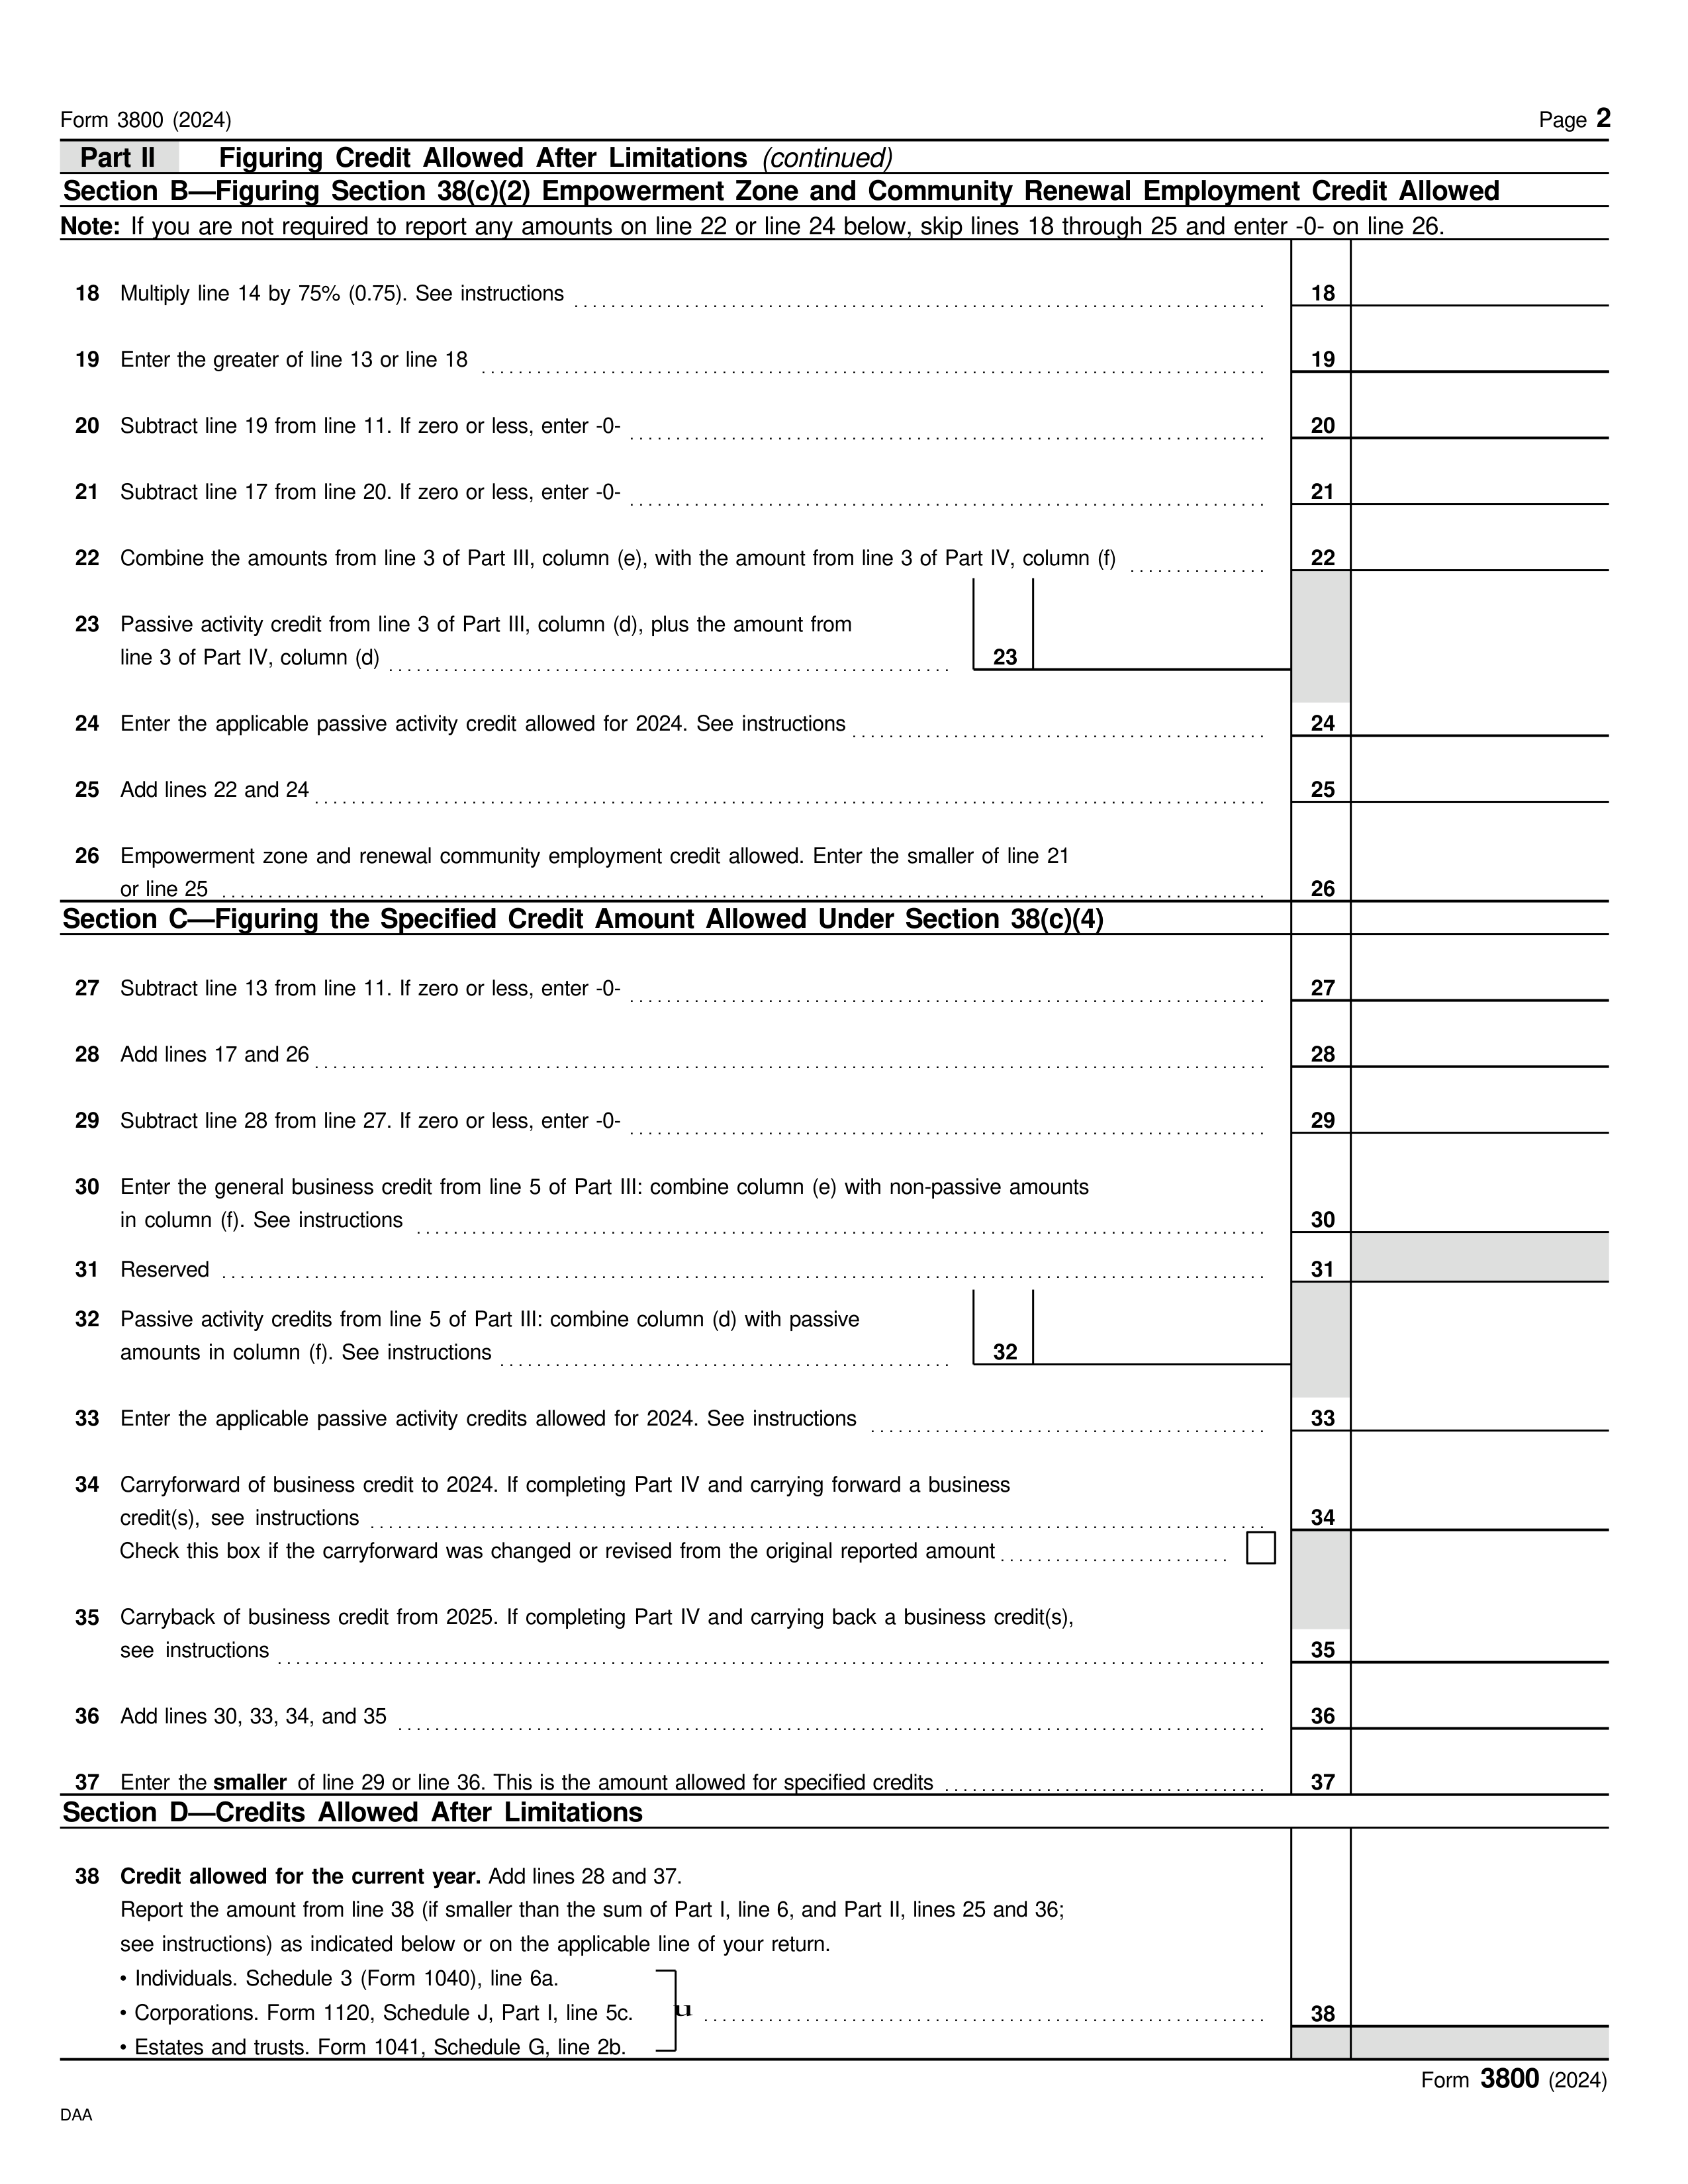 Form 3800 (2024) Page 2
Part II Figuring Credit Allowed After Limitations (continued)
Section B—Figuring Section 38(c)(2) Empowerment Zone and Community Renewal Employment Credit Allowed
Note: If you are not required to report any amounts on line 22 or line 24 below, skip lines 18 through 25 and enter -0- on line 26.
18 Multiply line 14 by 75% (0.75). See instructions 18
19 Enter the greater of line 13 or line 18 19
20 Subtract line 19 from line 11. If zero or less, enter -0- 20
21 Subtract line 17 from line 20. If zero or less, enter -0- 21
22 Combine the amounts from line 3 of Part III, column (e), with the amount from line 3 of Part IV, column (f) 22
23 Passive activity credit from line 3 of Part III, column (d), plus the amount from
line 3 of Part IV, column (d) 23
24 Enter the applicable passive activity credit allowed for 2024. See instructions 24
25 Add lines 22 and 24 25
26 Empowerment zone and renewal community employment credit allowed. Enter the smaller of line 21
or line 25 26
Section C—Figuring the Specified Credit Amount Allowed Under Section 38(c)(4)
27 Subtract line 13 from line 11. If zero or less, enter -0- 27
28 Add lines 17 and 26 28
29 Subtract line 28 from line 27. If zero or less, enter -0- 29
30 Enter the general business credit from line 5 of Part III: combine column (e) with non-passive amounts
in column (f). See instructions 30
31 Reserved 31
32 Passive activity credits from line 5 of Part III: combine column (d) with passive
amounts in column (f). See instructions 32
33 Enter the applicable passive activity credits allowed for 2024. See instructions 33
34 Carryforward of business credit to 2024. If completing Part IV and carrying forward a business
credit(s), see instructions 34
Check this box if the carryforward was changed or revised from the original reported amount
35 Carryback of business credit from 2025. If completing Part IV and carrying back a business credit(s),
see instructions 35
36 Add lines 30, 33, 34, and 35 36
37 Enter the smaller of line 29 or line 36. This is the amount allowed for specified credits 37
Section D—Credits Allowed After Limitations
38 Credit allowed for the current year. Add lines 28 and 37.
Report the amount from line 38 (if smaller than the sum of Part I, line 6, and Part II, lines 25 and 36;
see instructions) as indicated below or on the applicable line of your return.
• Individuals. Schedule 3 (Form 1040), line 6a.
• Corporations. Form 1120, Schedule J, Part I, line 5c. u 38
• Estates and trusts. Form 1041, Schedule G, line 2b.
Form 3800 (2024)
DAA